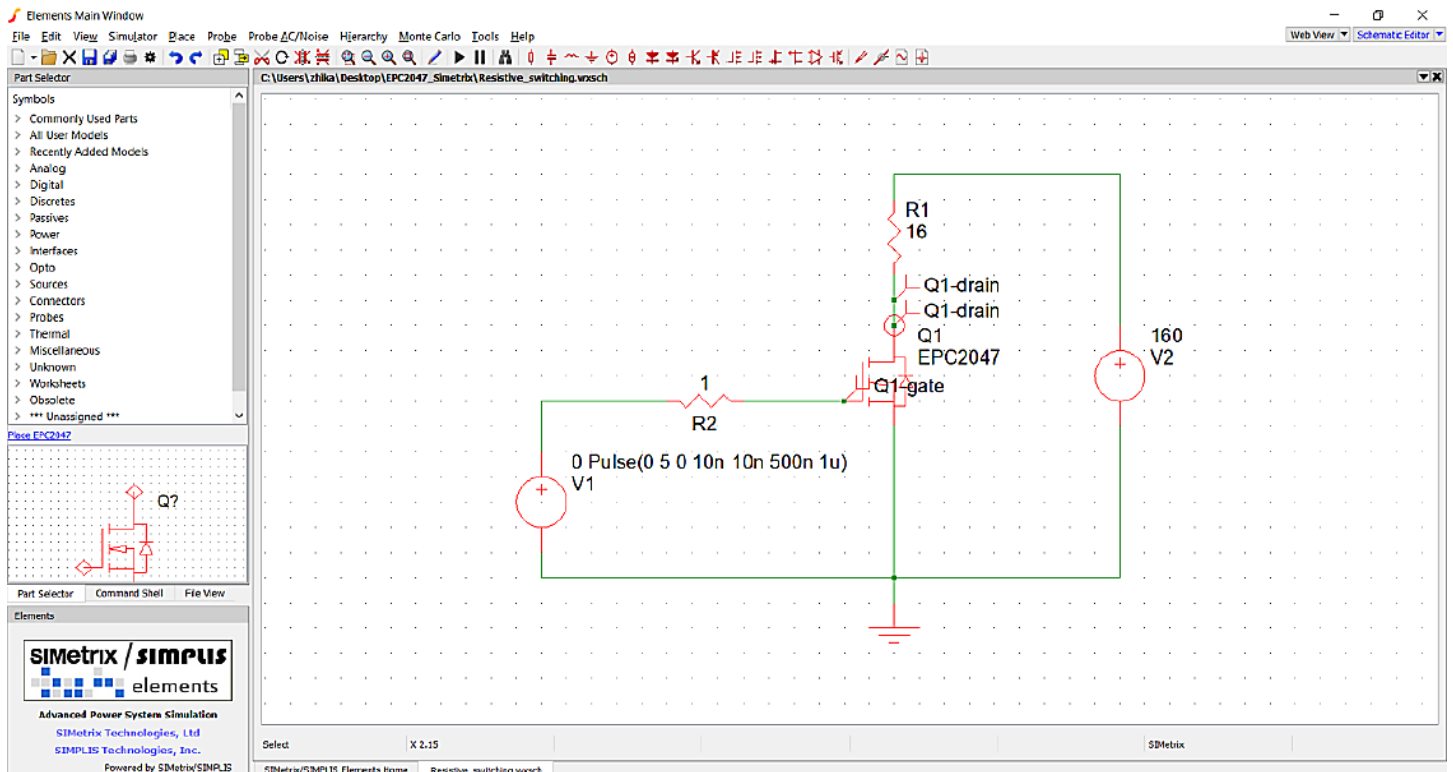 Elements Main Window
File Edit View Simulator Place Probe Probe AC/Noise Hierarchy Monte Carlo Tools Help
Web View Schematic Editor
Part Selector
C:\Users\zhika\Desktop\EPC2047_Simetrix\Resistive_switching.wxsch
Symbols
> Commonly Used Parts
> All User Models
> Recently Added Models
> Analog
> Digital
> Discretes
> Passives
> Power
> Interfaces
> Opto
> Sources
> Connectors
> Probes
> Thermal
> Miscellaneous
> Unknown
> Worksheets
> Obsolete
> *** Unassigned ***
Place EPC2047
Q?
Part Selector Command Shell File View
Elements
SIMetrix / SIMPLIS
elements
Advanced Power System Simulation
SIMetrix Technologies, Ltd
SIMPLIS Technologies, Inc.
Powered by SIMetrix/SIMPLIS
R1
16
Q1-drain
Q1-drain
Q1
EPC2047
Q1-gate
160
V2
1
R2
0 Pulse(0 5 0 10n 10n 500n 1u)
V1
Select X 2.15 SIMetrix
SIMetrix/SIMPLIS Elements Home Resistive_switching.wxsch